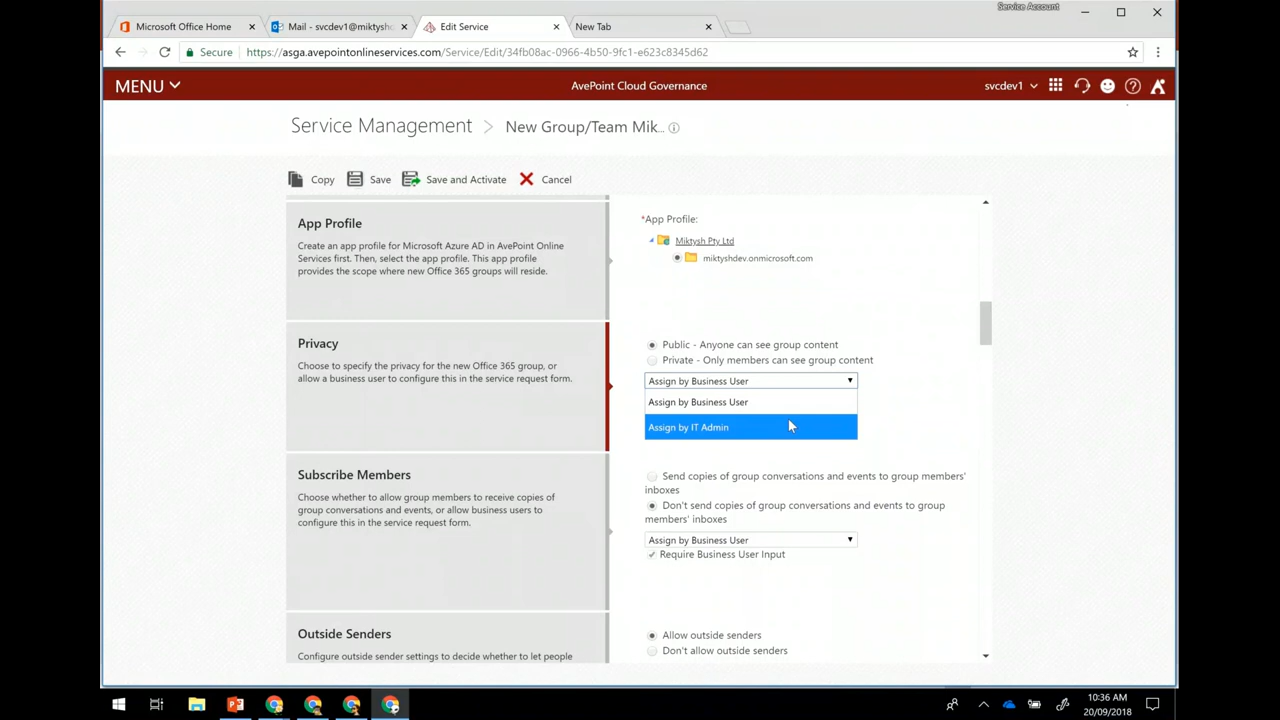 Service Account
Microsoft Office Home
Mail - svcdev1@miktyshc
Edit Service
New Tab
Secure
https://asga.avepointonlineservices.com/Service/Edit/34fb08ac-0966-4b50-9fc1-e623c8345d62
MENU
AvePoint Cloud Governance
svcdev1
Service Management > New Group/Team Mik...
Copy
Save
Save and Activate
Cancel
App Profile
Create an app profile for Microsoft Azure AD in AvePoint Online
Services first. Then, select the app profile. This app profile
provides the scope where new Office 365 groups will reside.
*App Profile:
Miktysh Pty Ltd
miktyshdev.onmicrosoft.com
Privacy
Choose to specify the privacy for the new Office 365 group, or
allow a business user to configure this in the service request form.
Public - Anyone can see group content
Private - Only members can see group content
Assign by Business User
Assign by Business User
Assign by IT Admin
Subscribe Members
Choose whether to allow group members to receive copies of
group conversations and events, or allow business users to
configure this in the service request form.
Send copies of group conversations and events to group members'
inboxes
Don't send copies of group conversations and events to group
members' inboxes
Assign by Business User
Require Business User Input
Outside Senders
Configure outside sender settings to decide whether to let people
Allow outside senders
Don't allow outside senders
10:36 AM
20/09/2018